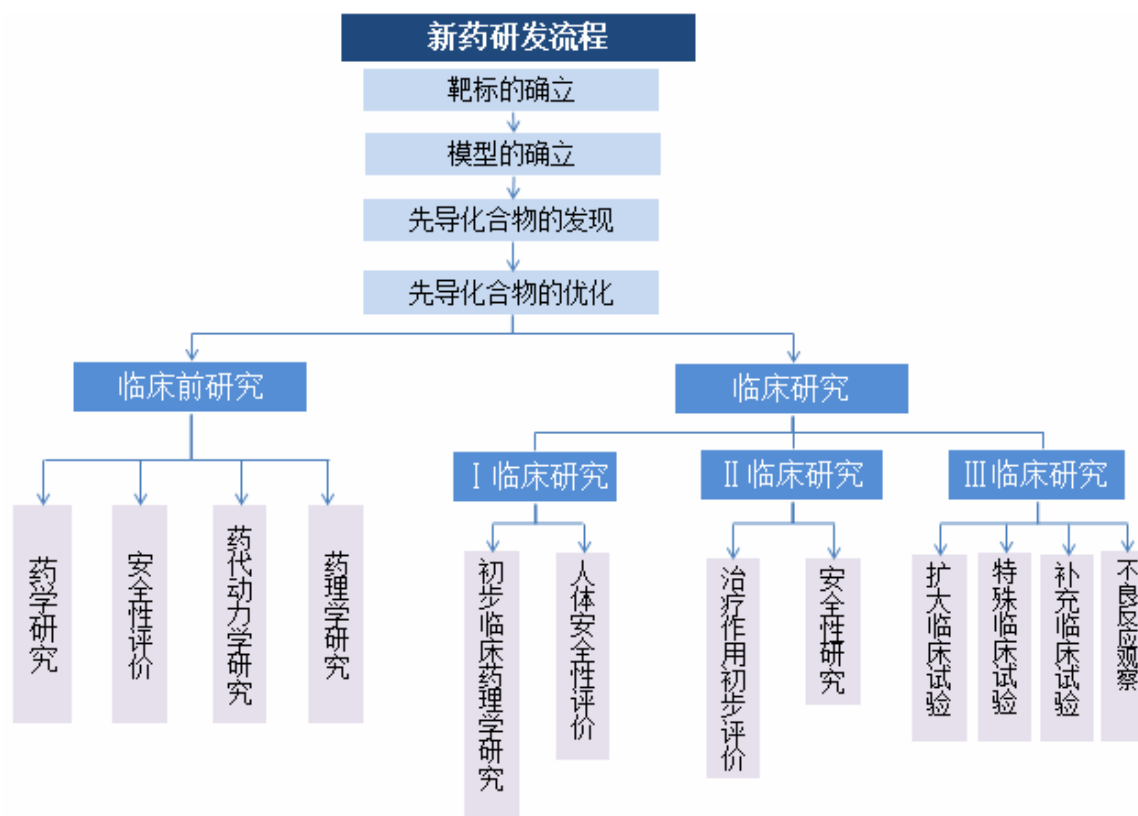 新药研发流程
靶标的确立
模型的确立
先导化合物的发现
先导化合物的优化
临床前研究
临床研究
Ⅰ临床研究
Ⅱ临床研究
Ⅲ临床研究
药学研究
安全性评价
药代动力学研究
药理学研究
初步临床药理学研究
人体安全性评价
治疗作用初步评价
安全性研究
扩大临床试验
特殊临床试验
补充临床试验
不良反应观察